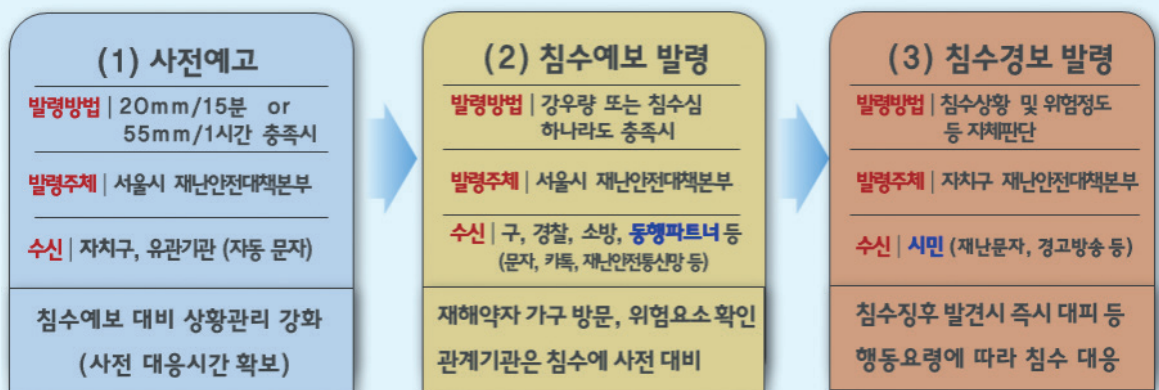 (1) 사전예고
발령방법 | 20mm/15분 or
55mm/1시간 충족시
발령주체 | 서울시 재난안전대책본부
수신 | 자치구, 유관기관 (자동 문자)
침수예보 대비 상황관리 강화
(사전 대응시간 확보)
(2) 침수예보 발령
발령방법 | 강우량 또는 침수심
하나라도 충족시
발령주체 | 서울시 재난안전대책본부
수신 | 구, 경찰, 소방, 동행파트너 등
(문자, 카톡, 재난안전통신망 등)
재해약자 가구 방문, 위험요소 확인
관계기관은 침수에 사전 대비
(3) 침수경보 발령
발령방법 | 침수상황 및 위험정도
등 자체판단
발령주체 | 자치구 재난안전대책본부
수신 | 시민 (재난문자, 경고방송 등)
침수징후 발견시 즉시 대피 등
행동요령에 따라 침수 대응